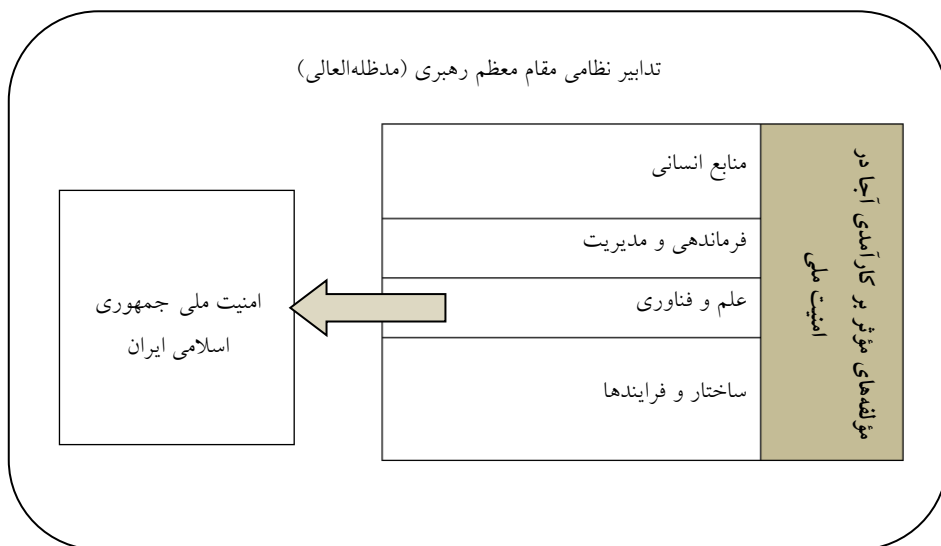 تدابیر نظامی مقام معظم رهبری (مدظله‌العالی)
مؤلفه‌های مؤثر بر کارآمدی آجا در
امنیت ملی
منابع انسانی
فرماندهی و مدیریت
علم و فناوری
ساختار و فرایندها
امنیت ملی جمهوری
اسلامی ایران